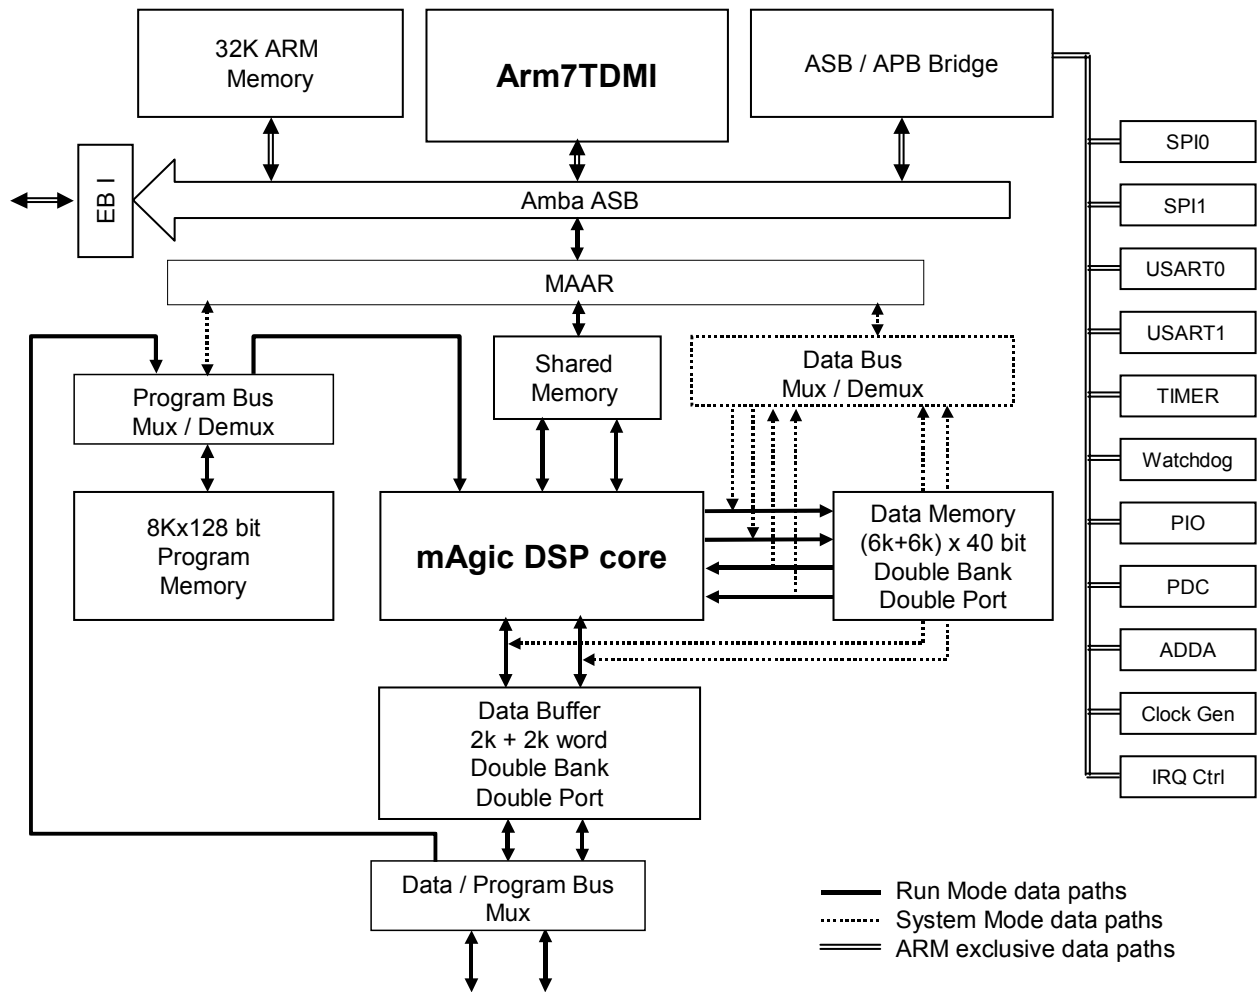 32K ARM
Memory
Arm7TDMI
ASB / APB Bridge
EB I
Amba ASB
MAAR
SPI0
SPI1
USART0
USART1
TIMER
Watchdog
PIO
PDC
ADDA
Clock Gen
IRQ Ctrl
Program Bus
Mux / Demux
Shared
Memory
Data Bus
Mux / Demux
8Kx128 bit
Program
Memory
mAgic DSP core
Data Memory
(6k+6k) x 40 bit
Double Bank
Double Port
Data Buffer
2k + 2k word
Double Bank
Double Port
Data / Program Bus
Mux
Run Mode data paths
System Mode data paths
ARM exclusive data paths